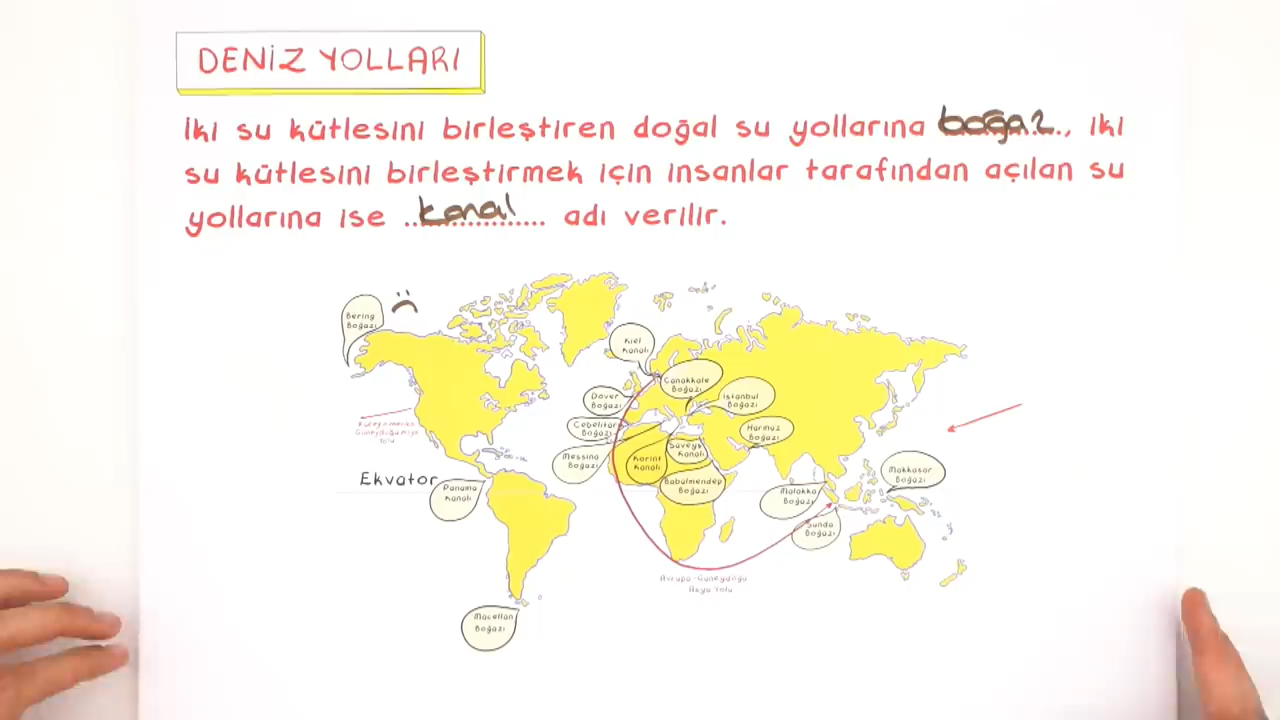 DENİZ YOLLARI
İki su kütlesini birleştiren doğal su yollarına boğaz, iki
su kütlesini birleştirmek için insanlar tarafından açılan su
yollarına ise kanal adı verilir.
Bering
Boğazı
Kiel
Kanalı
Çanakkale
Boğazı
Dover
Boğazı
İstanbul
Boğazı
Cebelitarık
Boğazı
Hürmüz
Boğazı
Süveyş
Kanalı
Messina
Boğazı
Korint
Kanalı
Makkasar
Boğazı
Ekvator
Panama
Kanalı
Babülmendep
Boğazı
Malakka
Boğazı
Sunda
Boğazı
Avrupa-Güneydoğu
Asya Yolu
Macellan
Boğazı